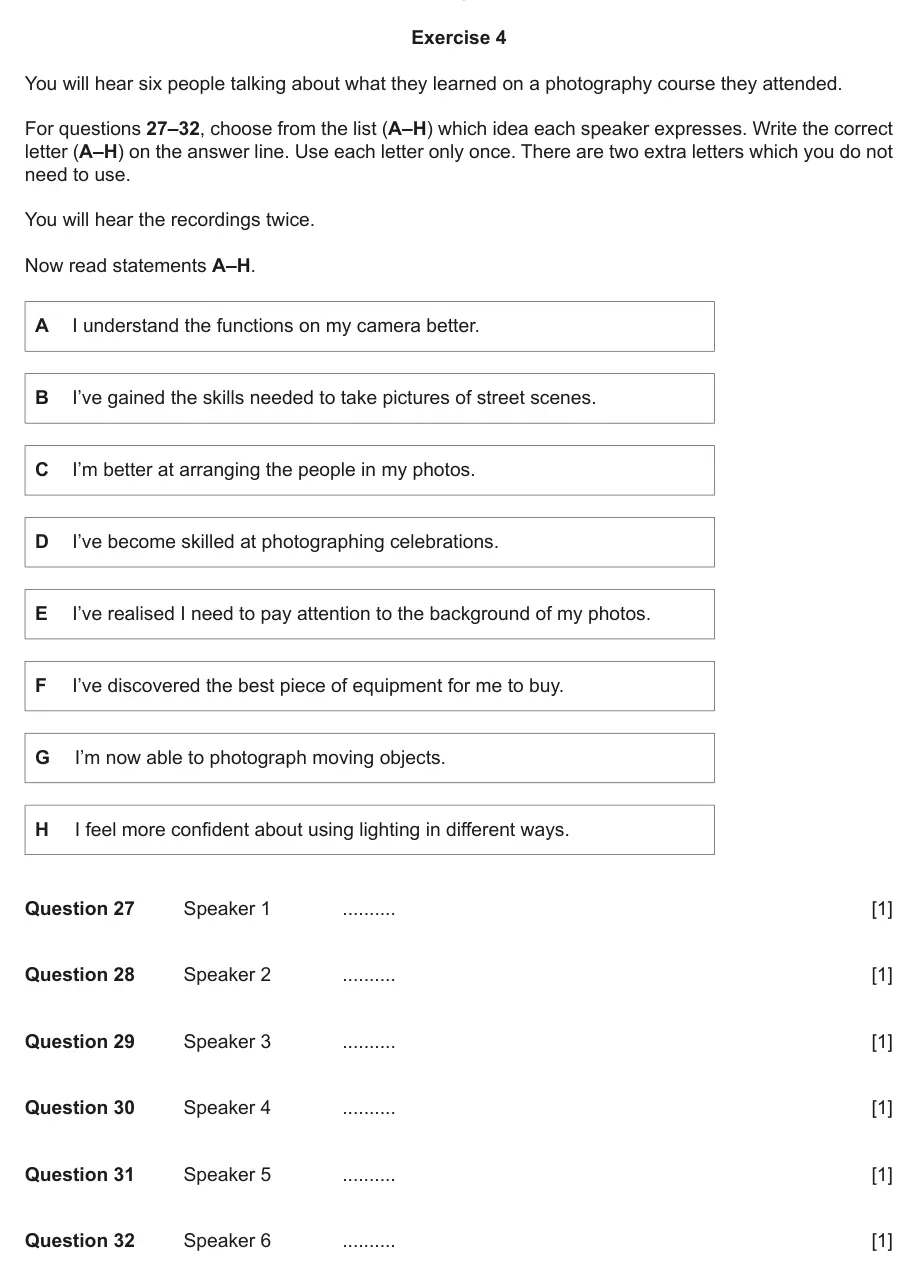 Exercise 4
You will hear six people talking about what they learned on a photography course they attended.
For questions 27–32, choose from the list (A–H) which idea each speaker expresses. Write the correct
letter (A–H) on the answer line. Use each letter only once. There are two extra letters which you do not
need to use.
You will hear the recordings twice.
Now read statements A–H.
A I understand the functions on my camera better.
B I’ve gained the skills needed to take pictures of street scenes.
C I’m better at arranging the people in my photos.
D I’ve become skilled at photographing celebrations.
E I’ve realised I need to pay attention to the background of my photos.
F I’ve discovered the best piece of equipment for me to buy.
G I’m now able to photograph moving objects.
H I feel more confident about using lighting in different ways.
Question 27 Speaker 1 .......... [1]
Question 28 Speaker 2 .......... [1]
Question 29 Speaker 3 .......... [1]
Question 30 Speaker 4 .......... [1]
Question 31 Speaker 5 .......... [1]
Question 32 Speaker 6 .......... [1]